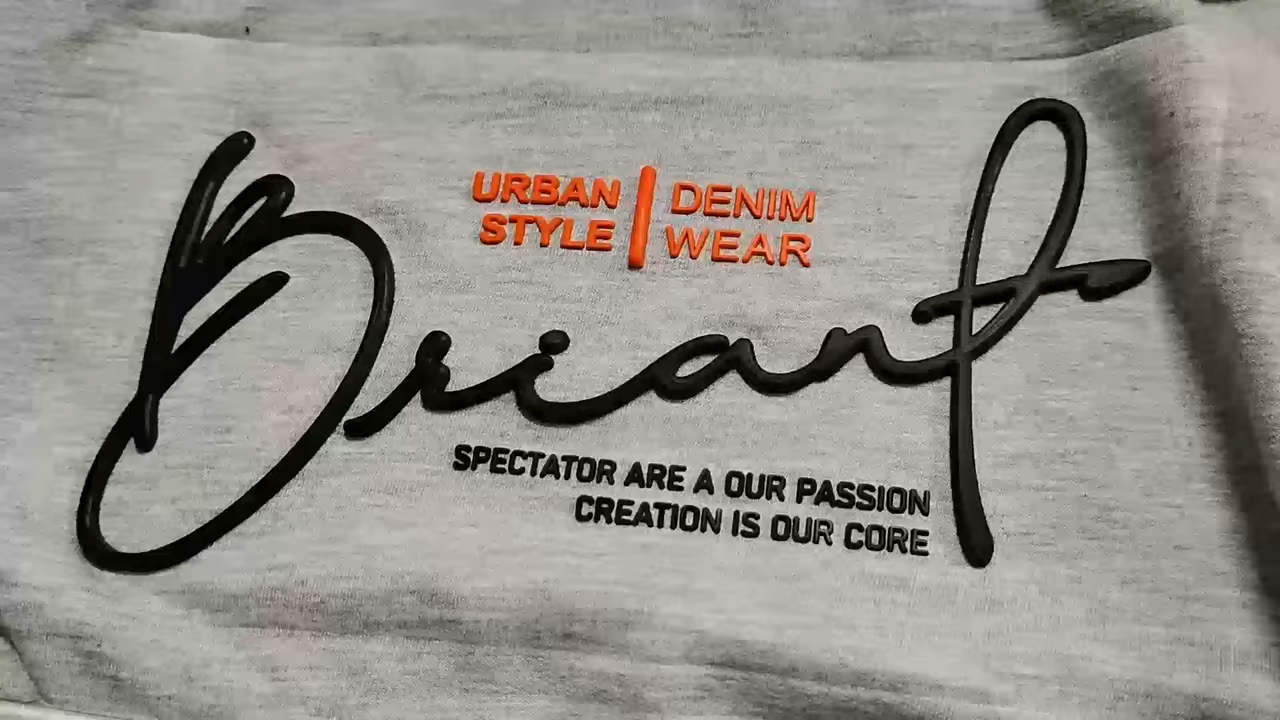 URBAN STYLE | DENIM WEAR
Briant
SPECTATOR ARE A OUR PASSION
CREATION IS OUR CORE